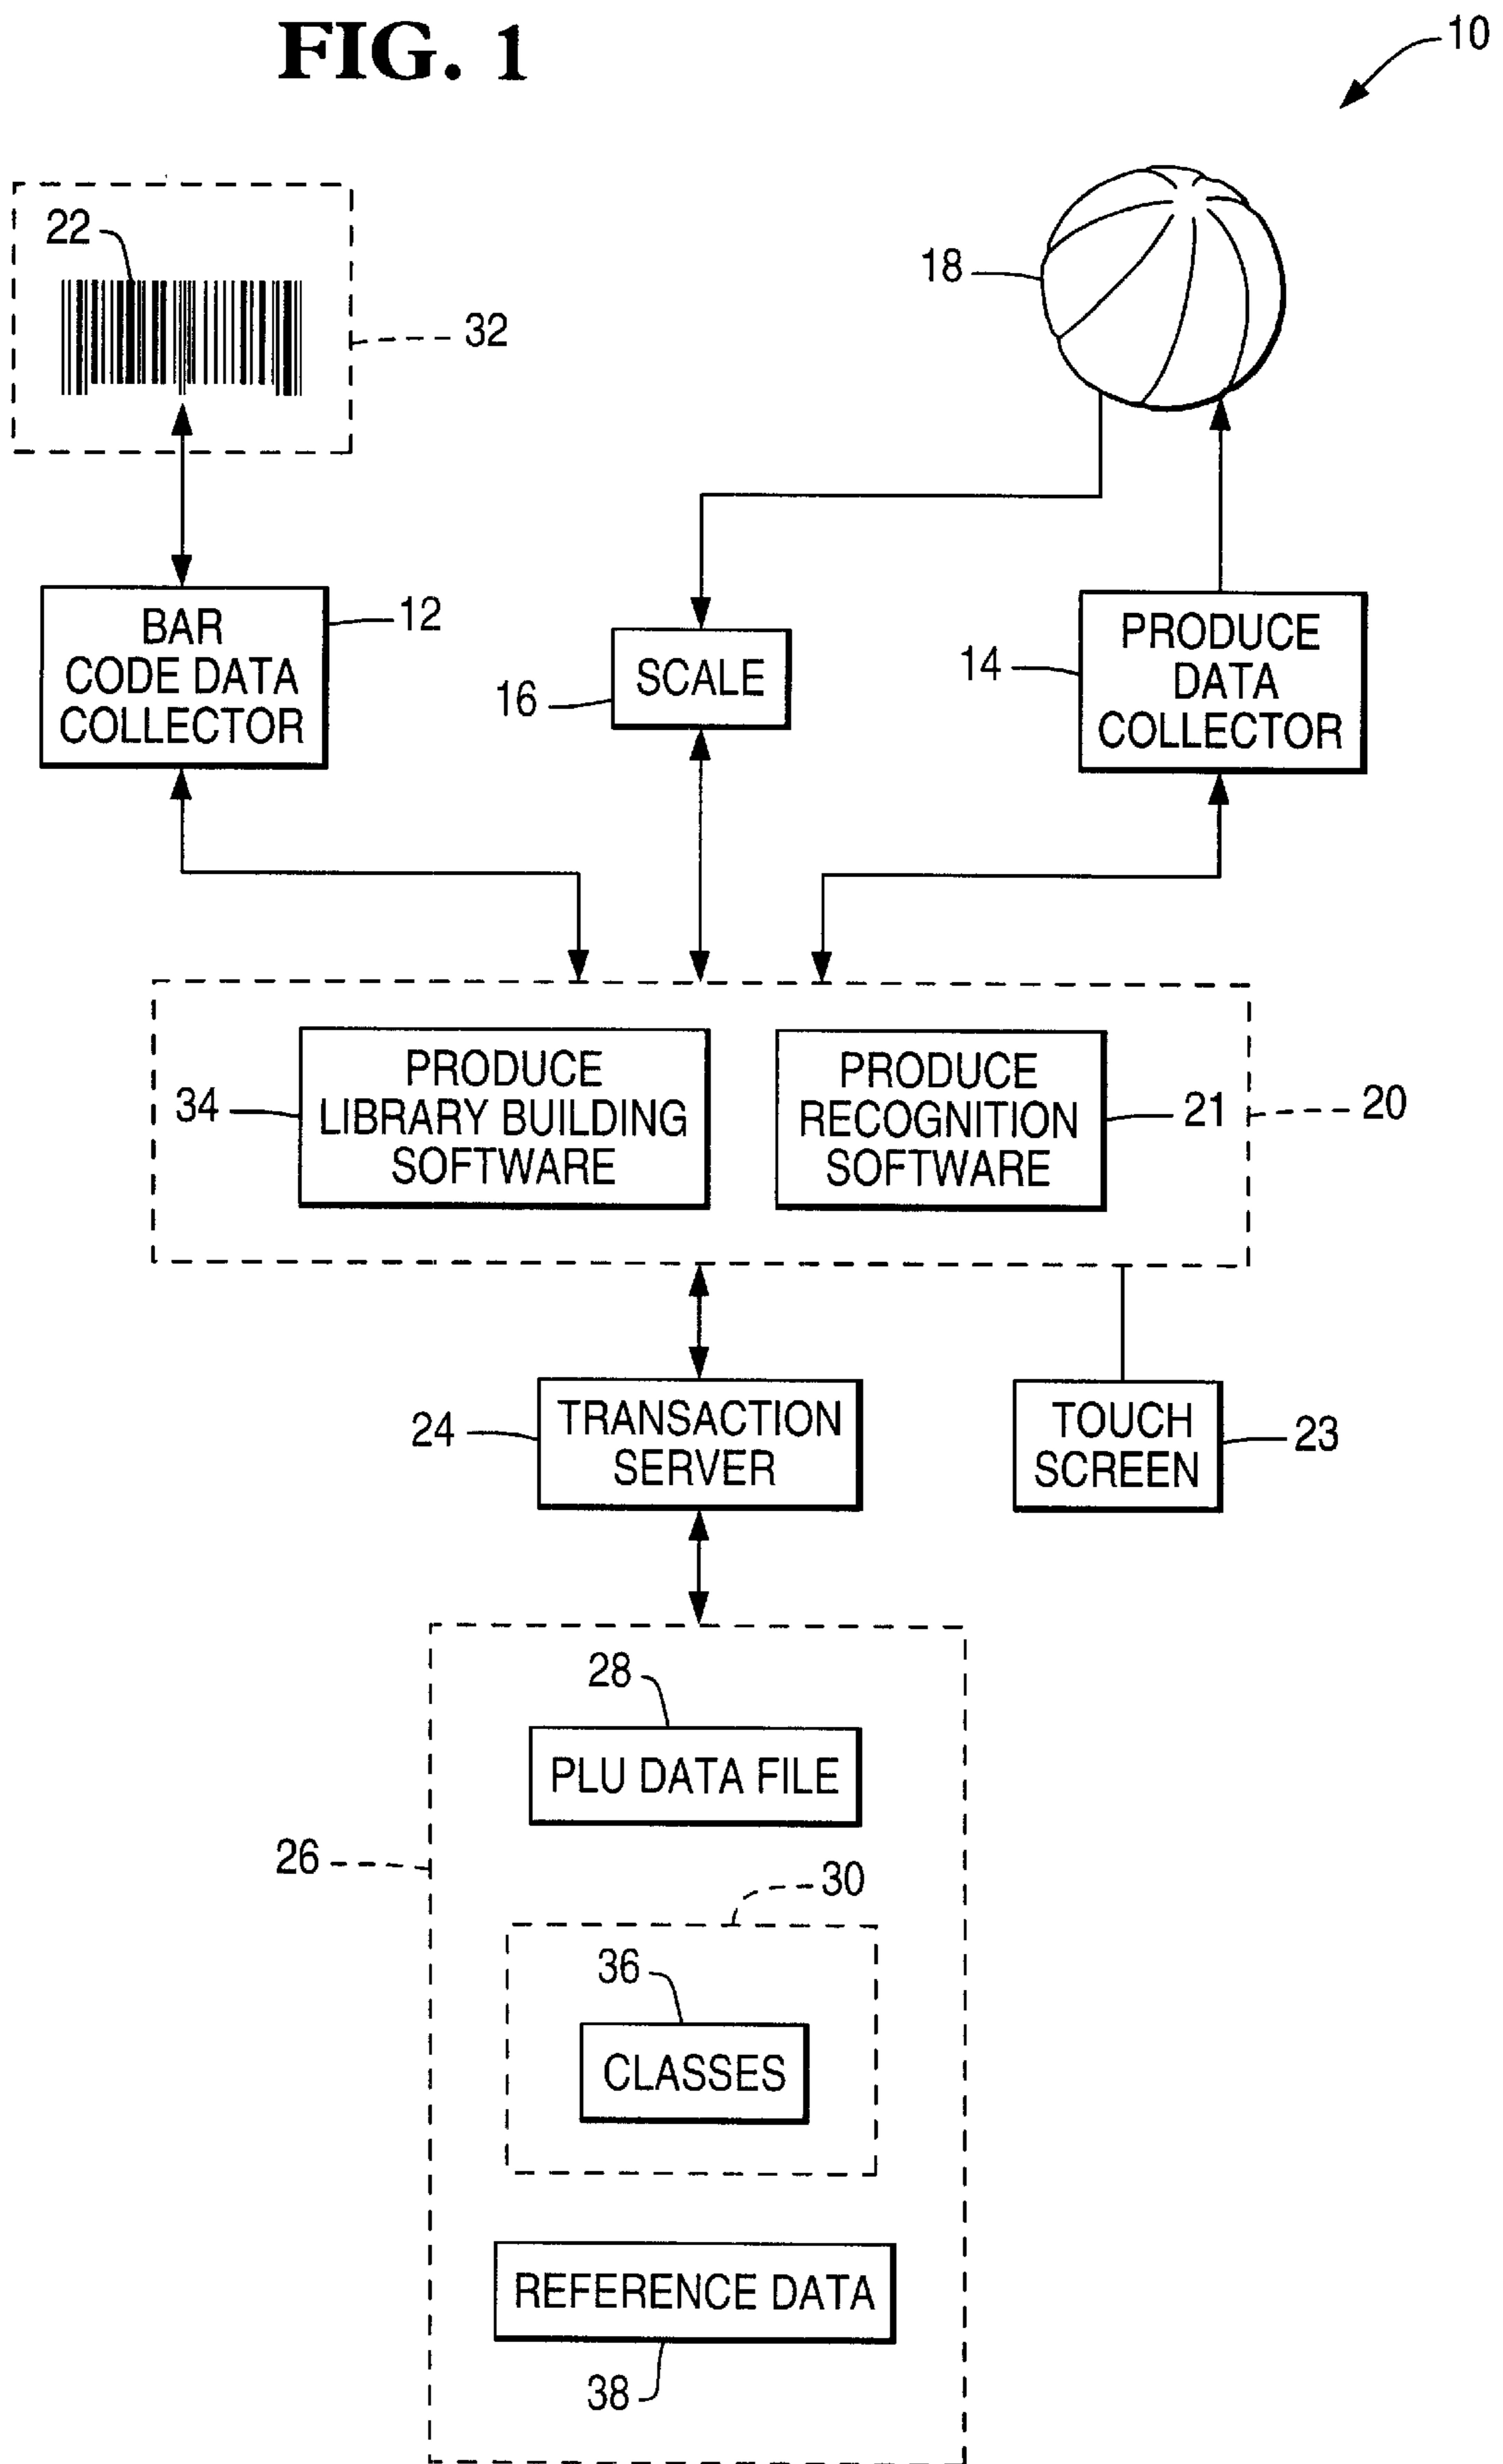 FIG. 1
10
22
32
18
BAR
CODE DATA
COLLECTOR
12
16
SCALE
14
PRODUCE
DATA
COLLECTOR
34
PRODUCE
LIBRARY BUILDING
SOFTWARE
PRODUCE
RECOGNITION
SOFTWARE
21
20
24
TRANSACTION
SERVER
TOUCH
SCREEN
23
28
PLU DATA FILE
26
30
36
CLASSES
REFERENCE DATA
38